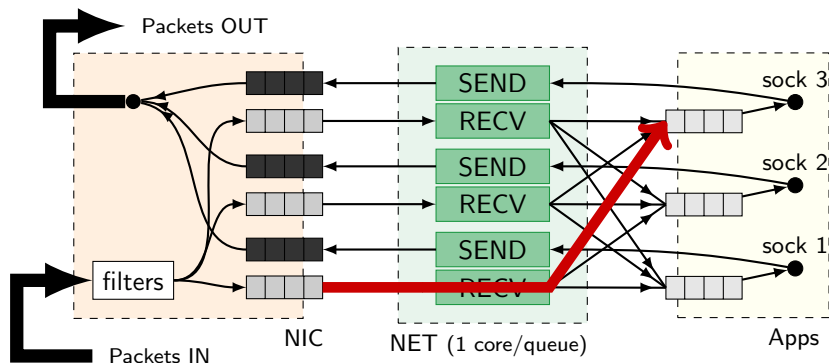 Packets OUT
sock 3
SEND
RECV
sock 2
SEND
RECV
sock 1
SEND
filters
RECV
NIC
NET (1 core/queue)
Apps
Packets IN